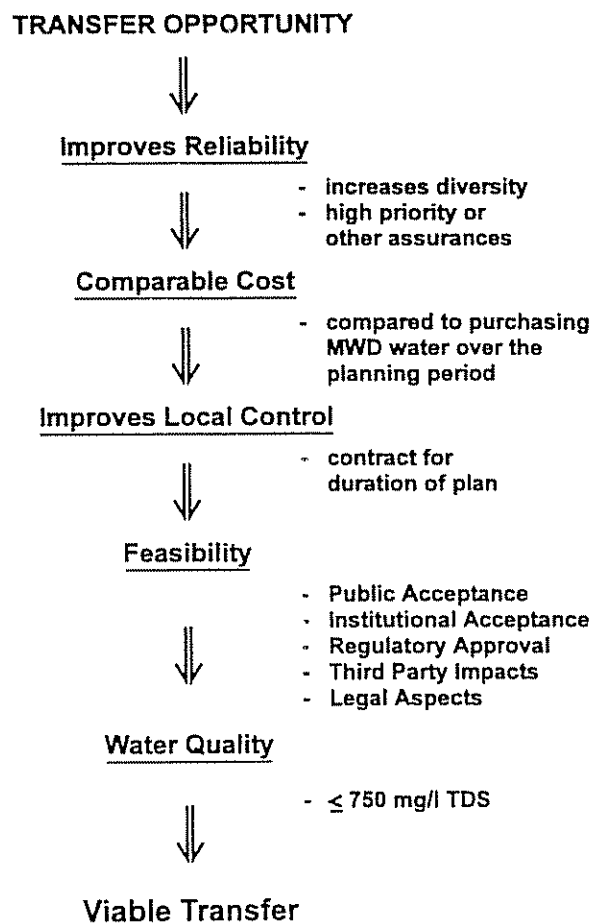 TRANSFER OPPORTUNITY
Improves Reliability
- increases diversity
- high priority or
other assurances
Comparable Cost
- compared to purchasing
MWD water over the
planning period
Improves Local Control
- contract for
duration of plan
Feasibility
- Public Acceptance
- Institutional Acceptance
- Regulatory Approval
- Third Party Impacts
- Legal Aspects
Water Quality
- ≤ 750 mg/l TDS
Viable Transfer